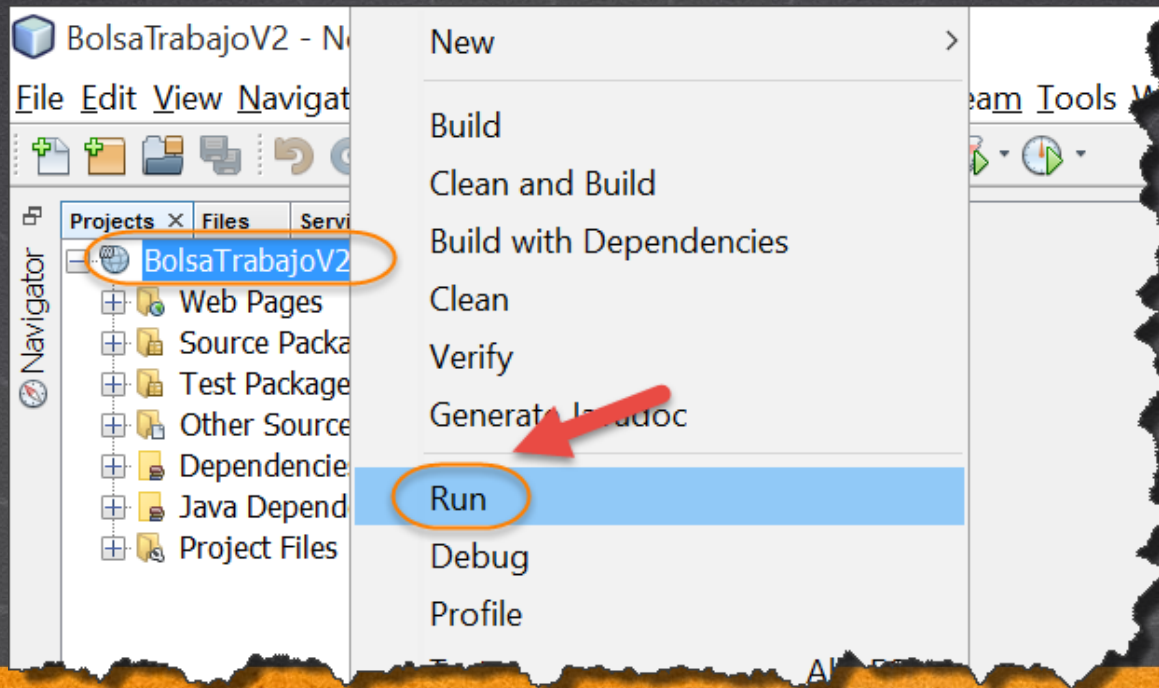 BolsaTrabajoV2 - N
File Edit View Navigat
eam Tools
Projects Files Servi
Navigator
BolsaTrabajoV2
Web Pages
Source Packa
Test Package
Other Source
Dependencie
Java Depend
Project Files
New
Build
Clean and Build
Build with Dependencies
Clean
Verify
Generate Javadoc
Run
Debug
Profile